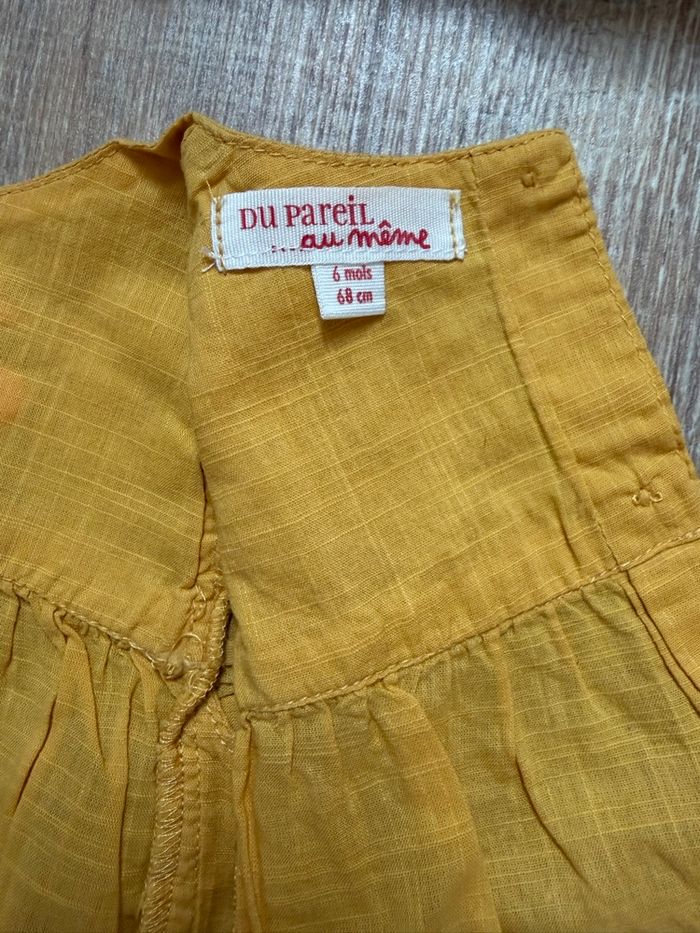 DU PAREIL
...au même
6 mois
68 cm